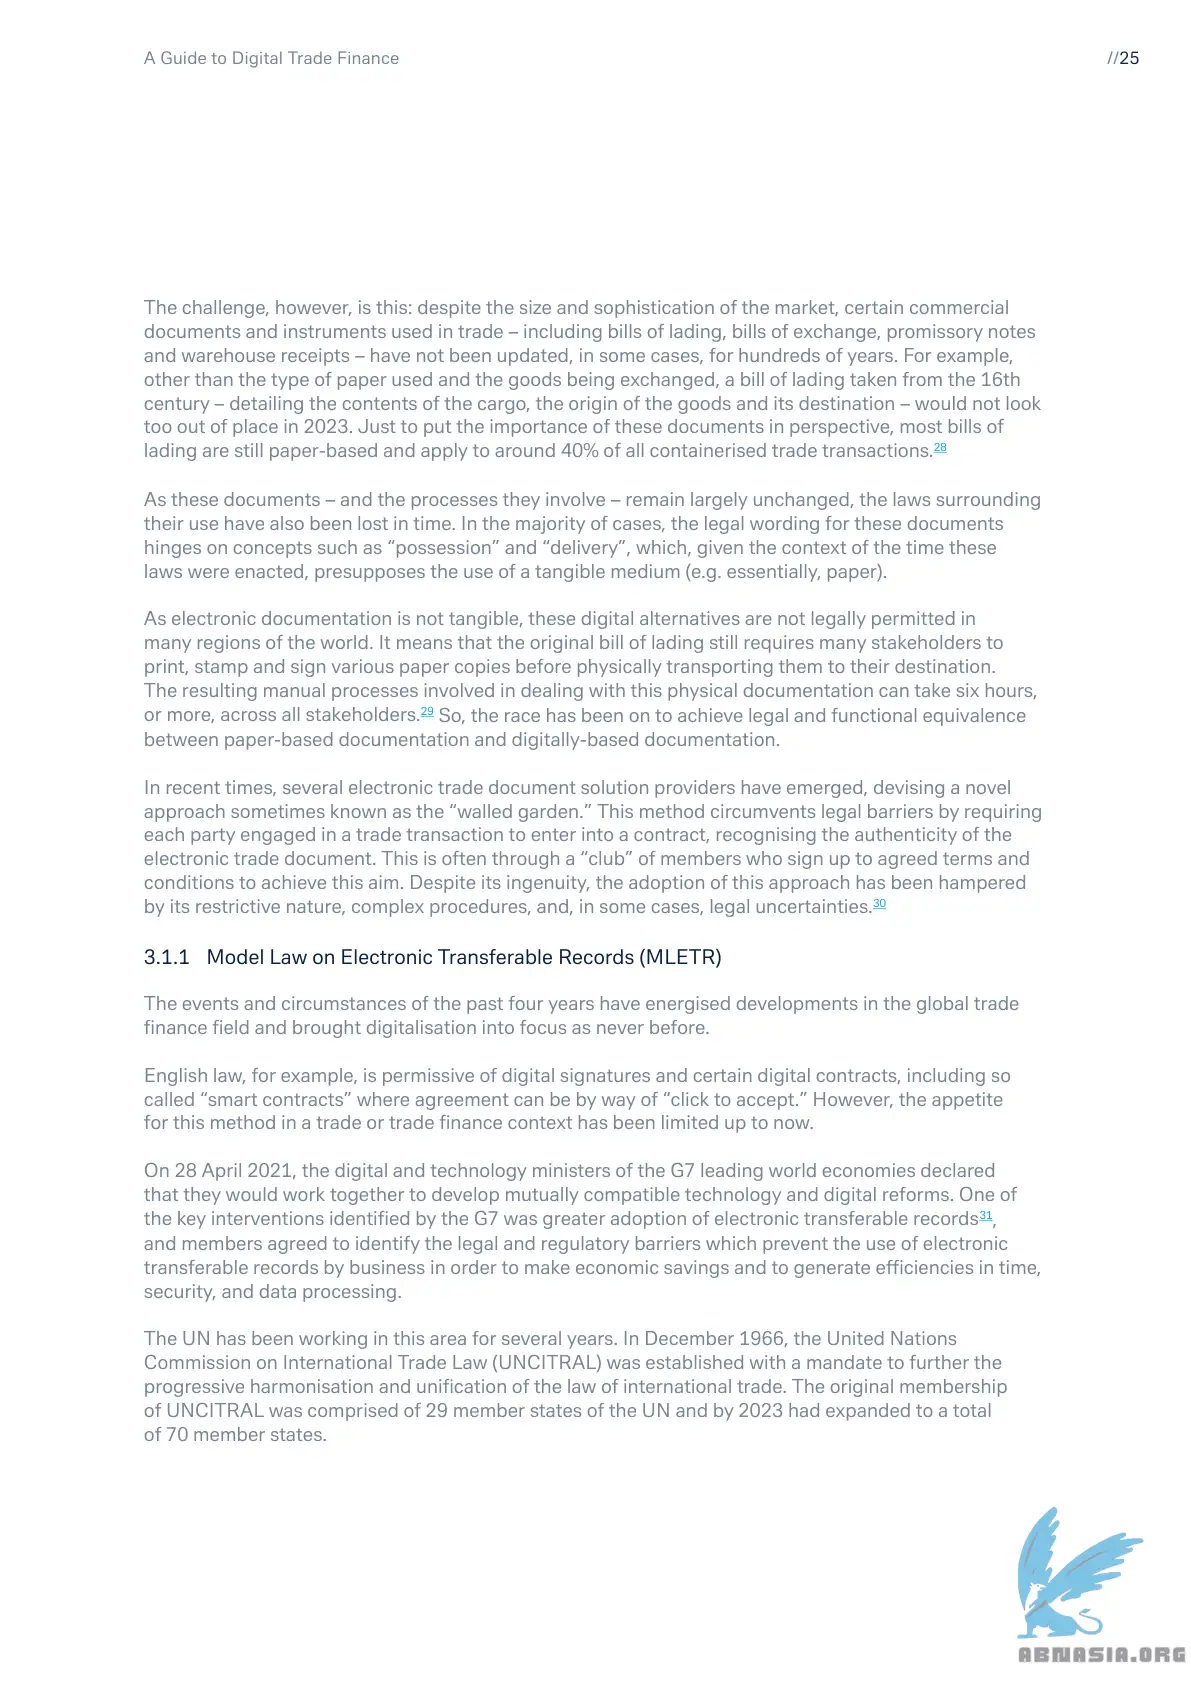 A Guide to Digital Trade Finance
//25
The challenge, however, is this: despite the size and sophistication of the market, certain commercial
documents and instruments used in trade – including bills of lading, bills of exchange, promissory notes
and warehouse receipts – have not been updated, in some cases, for hundreds of years. For example,
other than the type of paper used and the goods being exchanged, a bill of lading taken from the 16th
century – detailing the contents of the cargo, the origin of the goods and its destination – would not look
too out of place in 2023. Just to put the importance of these documents in perspective, most bills of
lading are still paper-based and apply to around 40% of all containerised trade transactions.28
As these documents – and the processes they involve – remain largely unchanged, the laws surrounding
their use have also been lost in time. In the majority of cases, the legal wording for these documents
hinges on concepts such as “possession” and “delivery”, which, given the context of the time these
laws were enacted, presupposes the use of a tangible medium (e.g. essentially, paper).
As electronic documentation is not tangible, these digital alternatives are not legally permitted in
many regions of the world. It means that the original bill of lading still requires many stakeholders to
print, stamp and sign various paper copies before physically transporting them to their destination.
The resulting manual processes involved in dealing with this physical documentation can take six hours,
or more, across all stakeholders.29 So, the race has been on to achieve legal and functional equivalence
between paper-based documentation and digitally-based documentation.
In recent times, several electronic trade document solution providers have emerged, devising a novel
approach sometimes known as the “walled garden.” This method circumvents legal barriers by requiring
each party engaged in a trade transaction to enter into a contract, recognising the authenticity of the
electronic trade document. This is often through a “club” of members who sign up to agreed terms and
conditions to achieve this aim. Despite its ingenuity, the adoption of this approach has been hampered
by its restrictive nature, complex procedures, and, in some cases, legal uncertainties.30
3.1.1 Model Law on Electronic Transferable Records (MLETR)
The events and circumstances of the past four years have energised developments in the global trade
finance field and brought digitalisation into focus as never before.
English law, for example, is permissive of digital signatures and certain digital contracts, including so
called “smart contracts” where agreement can be by way of “click to accept.” However, the appetite
for this method in a trade or trade finance context has been limited up to now.
On 28 April 2021, the digital and technology ministers of the G7 leading world economies declared
that they would work together to develop mutually compatible technology and digital reforms. One of
the key interventions identified by the G7 was greater adoption of electronic transferable records31,
and members agreed to identify the legal and regulatory barriers which prevent the use of electronic
transferable records by business in order to make economic savings and to generate efficiencies in time,
security, and data processing.
The UN has been working in this area for several years. In December 1966, the United Nations
Commission on International Trade Law (UNCITRAL) was established with a mandate to further the
progressive harmonisation and unification of the law of international trade. The original membership
of UNCITRAL was comprised of 29 member states of the UN and by 2023 had expanded to a total
of 70 member states.
ABNASIA.ORG